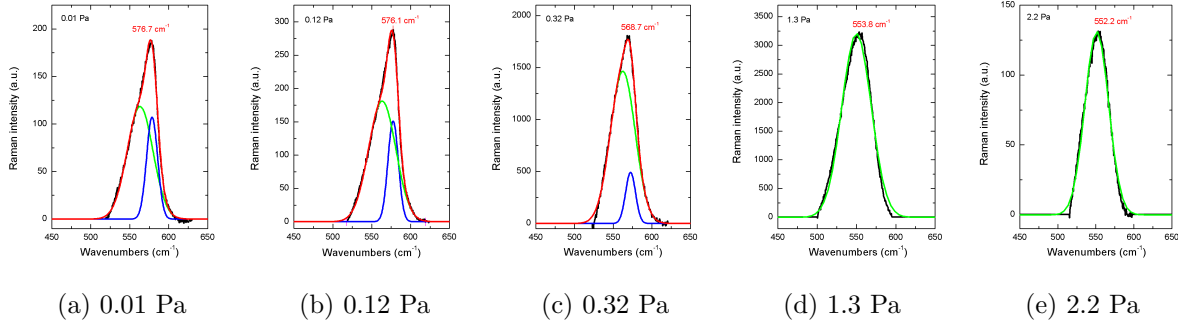 0.01 Pa
576.7 cm⁻¹
Raman intensity (a.u.)
200
150
100
50
0
450 500 550 600 650
Wavenumbers (cm⁻¹)
(a) 0.01 Pa
0.12 Pa
576.1 cm⁻¹
Raman intensity (a.u.)
300
250
200
150
100
50
0
450 500 550 600 650
Wavenumbers (cm⁻¹)
(b) 0.12 Pa
0.32 Pa
568.7 cm⁻¹
Raman intensity (a.u.)
2000
1500
1000
500
0
450 500 550 600 650
Wavenumbers (cm⁻¹)
(c) 0.32 Pa
1.3 Pa
553.8 cm⁻¹
Raman intensity (a.u.)
3500
3000
2500
2000
1500
1000
500
0
450 500 550 600 650
Wavenumbers (cm⁻¹)
(d) 1.3 Pa
2.2 Pa
552.2 cm⁻¹
Raman intensity (a.u.)
150
100
50
0
450 500 550 600 650
Wavenumbers (cm⁻¹)
(e) 2.2 Pa